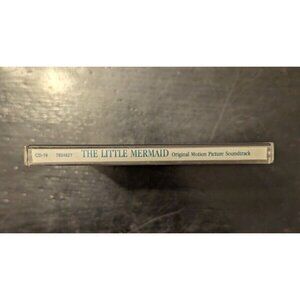 THE LITTLE MERMAID Original Motion Picture Soundtrack